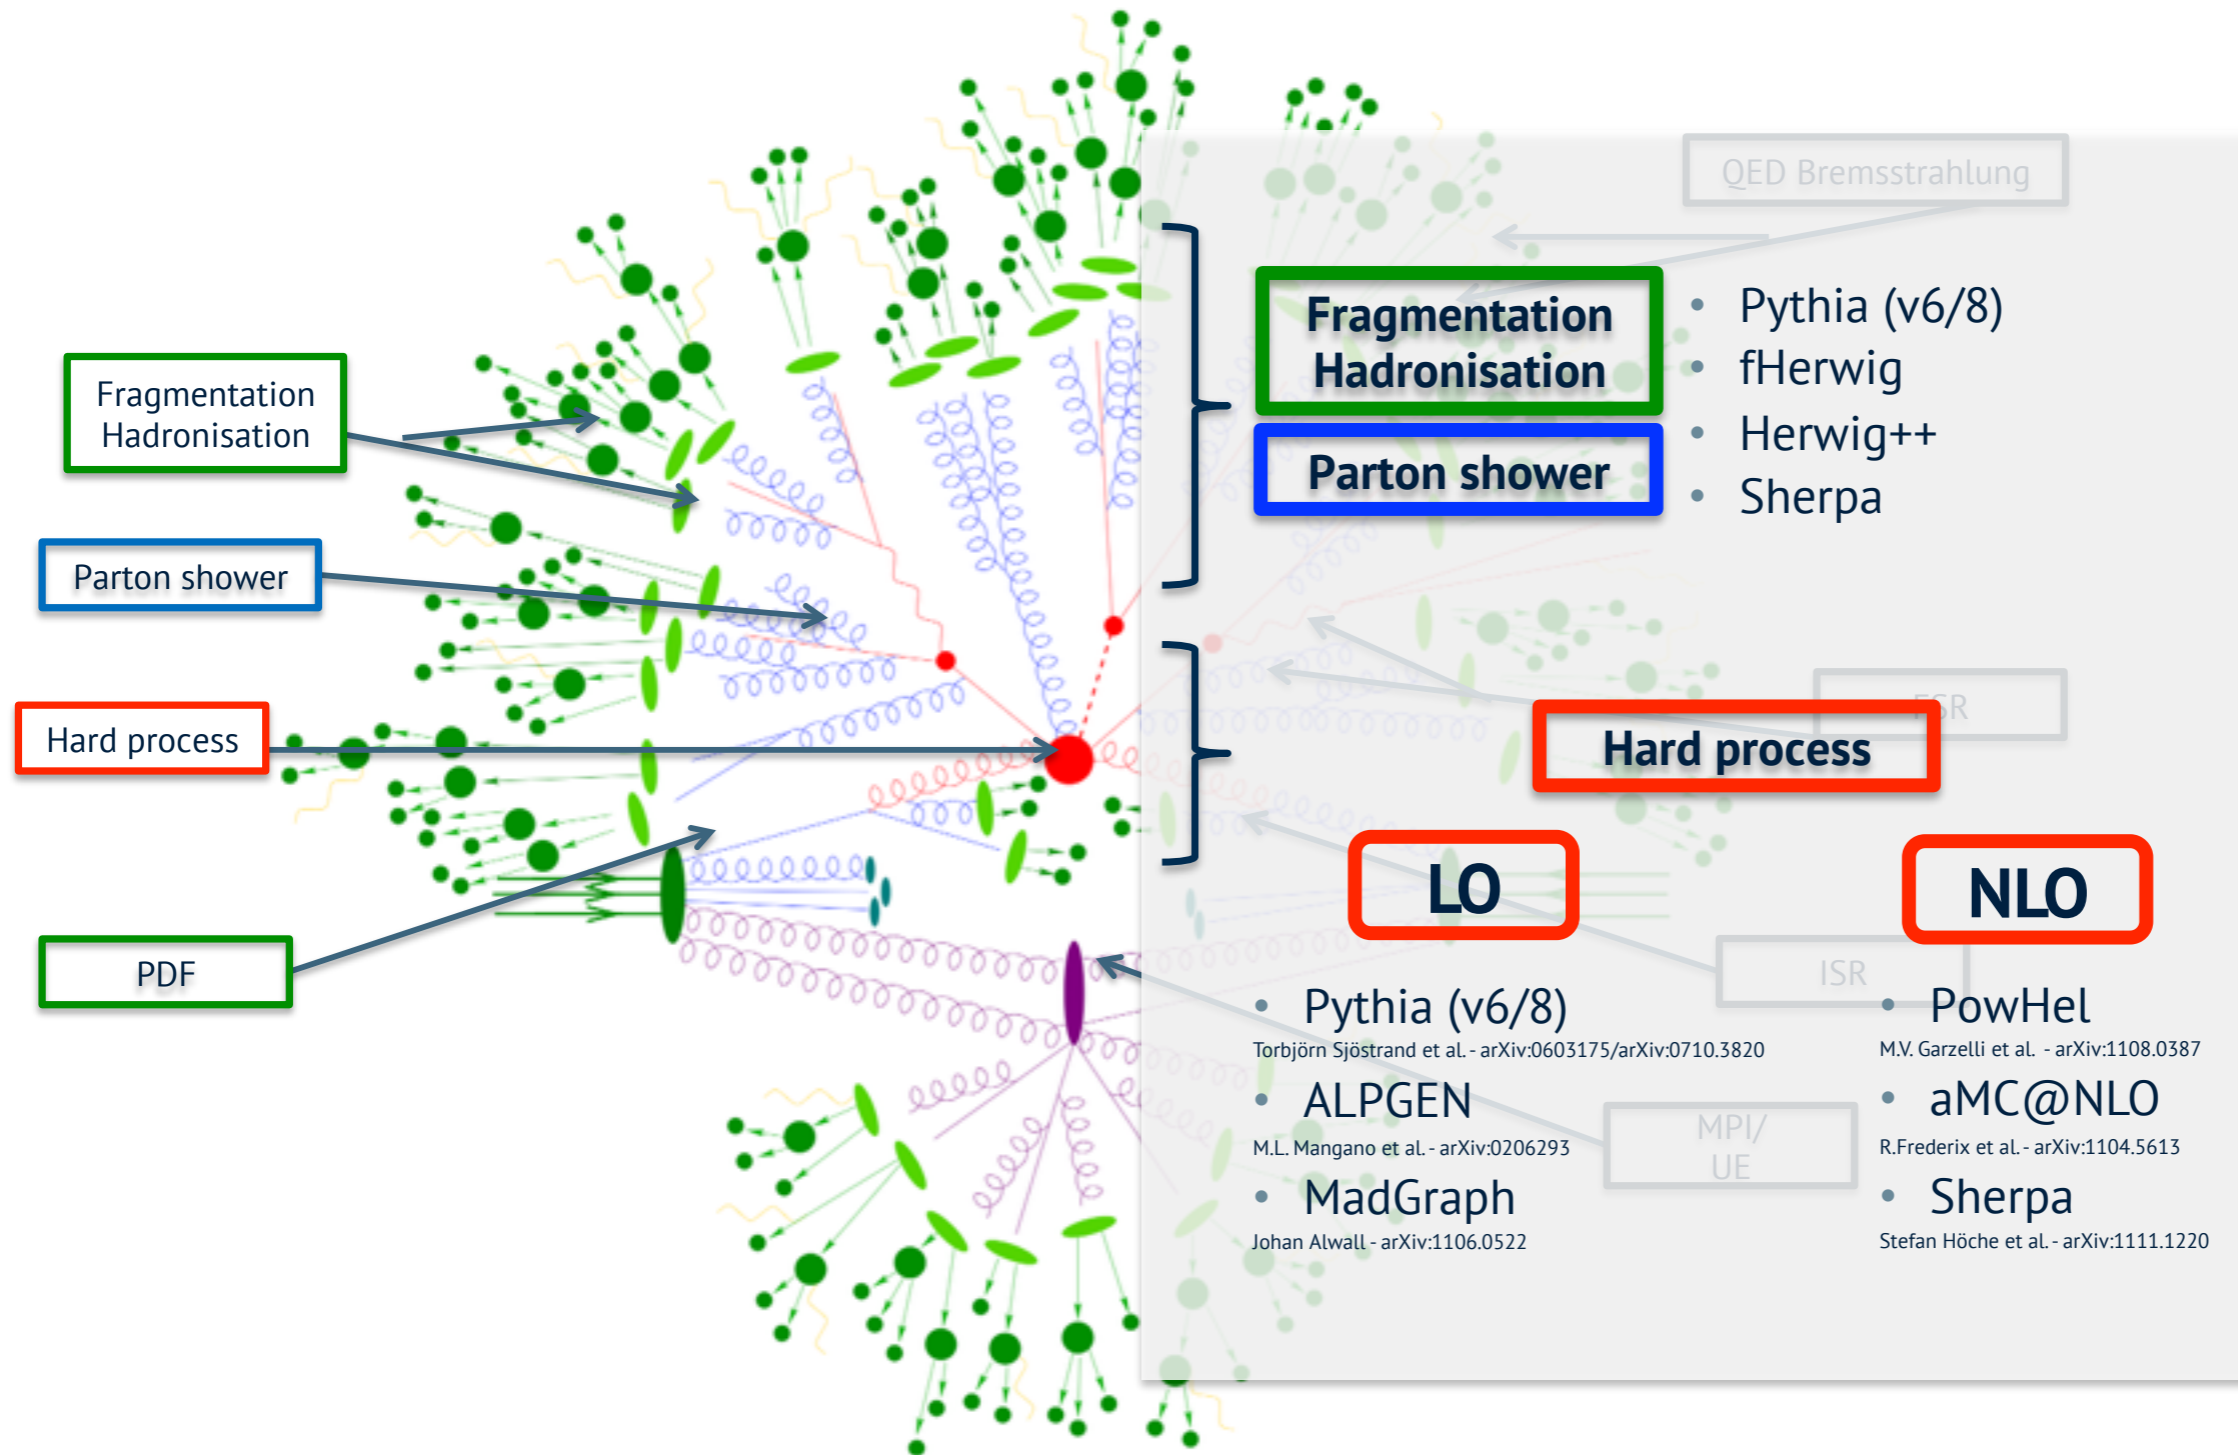 QED Bremsstrahlung
Fragmentation
Hadronisation
Parton shower
Hard process
PDF
Fragmentation
Hadronisation
Parton shower
• Pythia (v6/8)
• fHerwig
• Herwig++
• Sherpa
FSR
Hard process
LO
NLO
ISR
MPI/
UE
• Pythia (v6/8)
Torbjörn Sjöstrand et al. - arXiv:0603175/arXiv:0710.3820
• ALPGEN
M.L. Mangano et al. - arXiv:0206293
• MadGraph
Johan Alwall - arXiv:1106.0522
• PowHel
M.V. Garzelli et al. - arXiv:1108.0387
• aMC@NLO
R.Frederix et al. - arXiv:1104.5613
• Sherpa
Stefan Höche et al. - arXiv:1111.1220